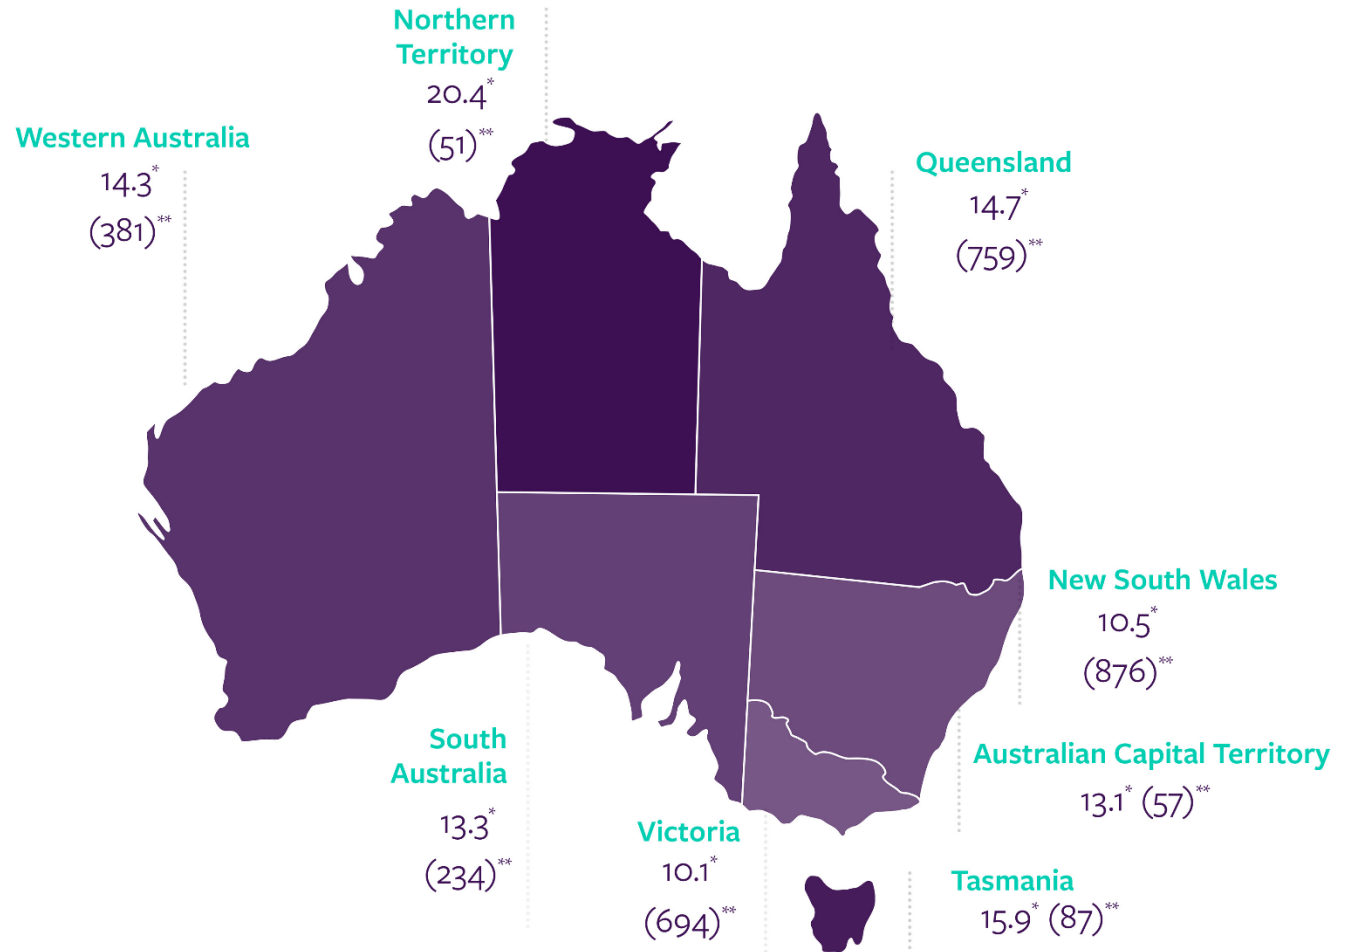 Northern
Territory
20.4*
(51)**
Western Australia
14.3*
(381)**
Queensland
14.7*
(759)**
New South Wales
10.5*
(876)**
South
Australia
13.3*
(234)**
Australian Capital Territory
13.1* (57)**
Victoria
10.1*
(694)**
Tasmania
15.9* (87)**